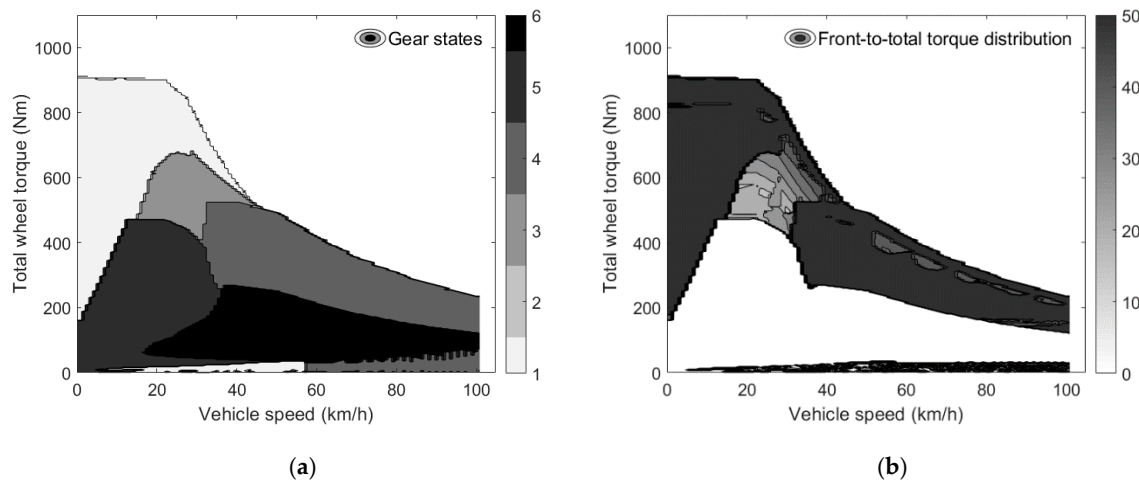 Gear states
Total wheel torque (Nm)
1000
800
600
400
200
0
0 20 40 60 80 100
Vehicle speed (km/h)
6
5
4
3
2
1
(a)
Front-to-total torque distribution
Total wheel torque (Nm)
1000
800
600
400
200
0
0 20 40 60 80 100
Vehicle speed (km/h)
50
40
30
20
10
0
(b)